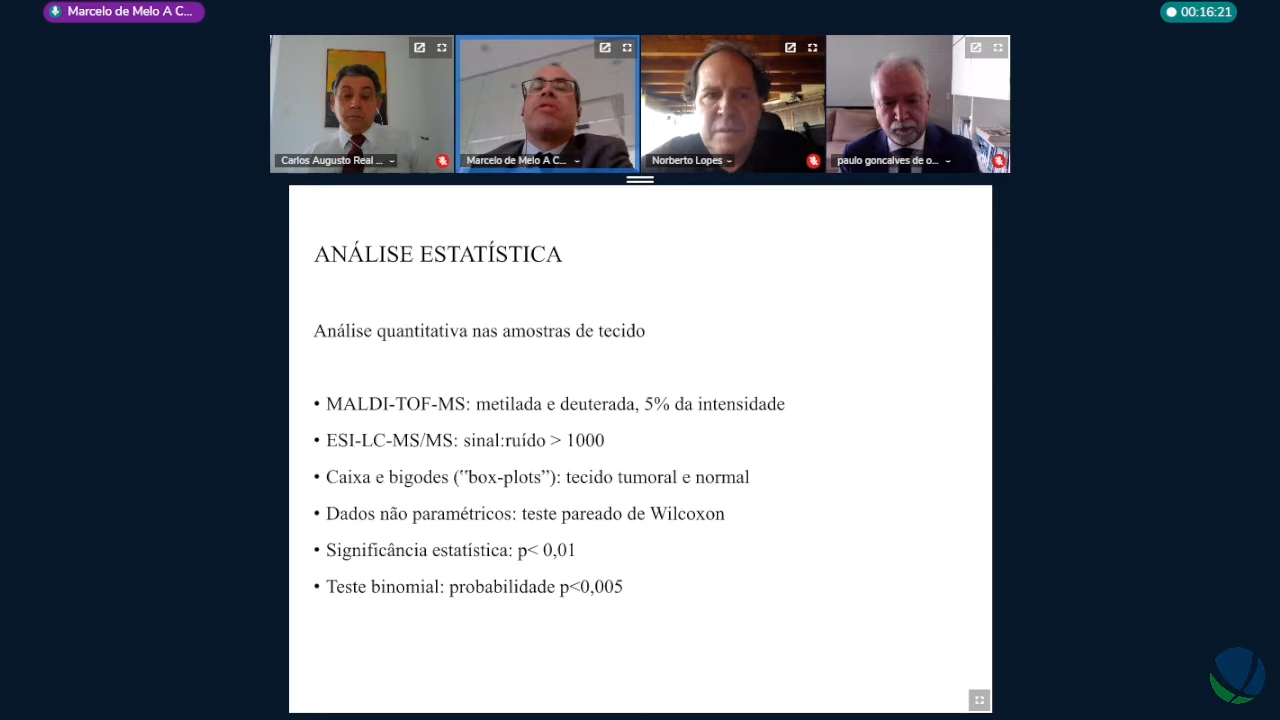 Marcelo de Melo A C...
00:16:21
Carlos Augusto Real ...
Marcelo de Melo A C...
Norberto Lopes
paulo goncalves de o...
ANÁLISE ESTATÍSTICA
Análise quantitativa nas amostras de tecido
• MALDI-TOF-MS: metilada e deuterada, 5% da intensidade
• ESI-LC-MS/MS: sinal:ruído > 1000
• Caixa e bigodes (‟box-plots”): tecido tumoral e normal
• Dados não paramétricos: teste pareado de Wilcoxon
• Significância estatística: p< 0,01
• Teste binomial: probabilidade p<0,005